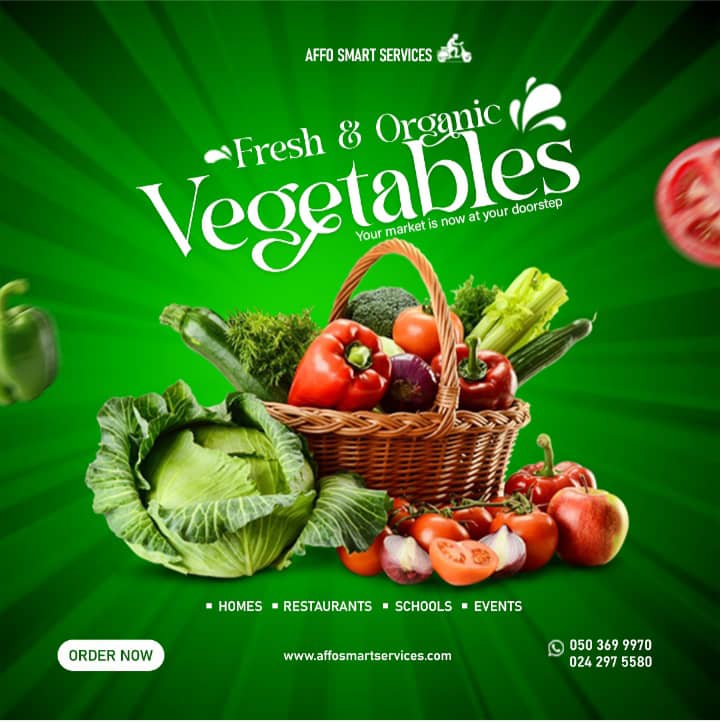 AFFO SMART SERVICES
Fresh & Organic
Vegetables
Your market is now at your doorstep
▪ HOMES ▪ RESTAURANTS ▪ SCHOOLS ▪ EVENTS
ORDER NOW
www.affosmartservices.com
050 369 9970
024 297 5580